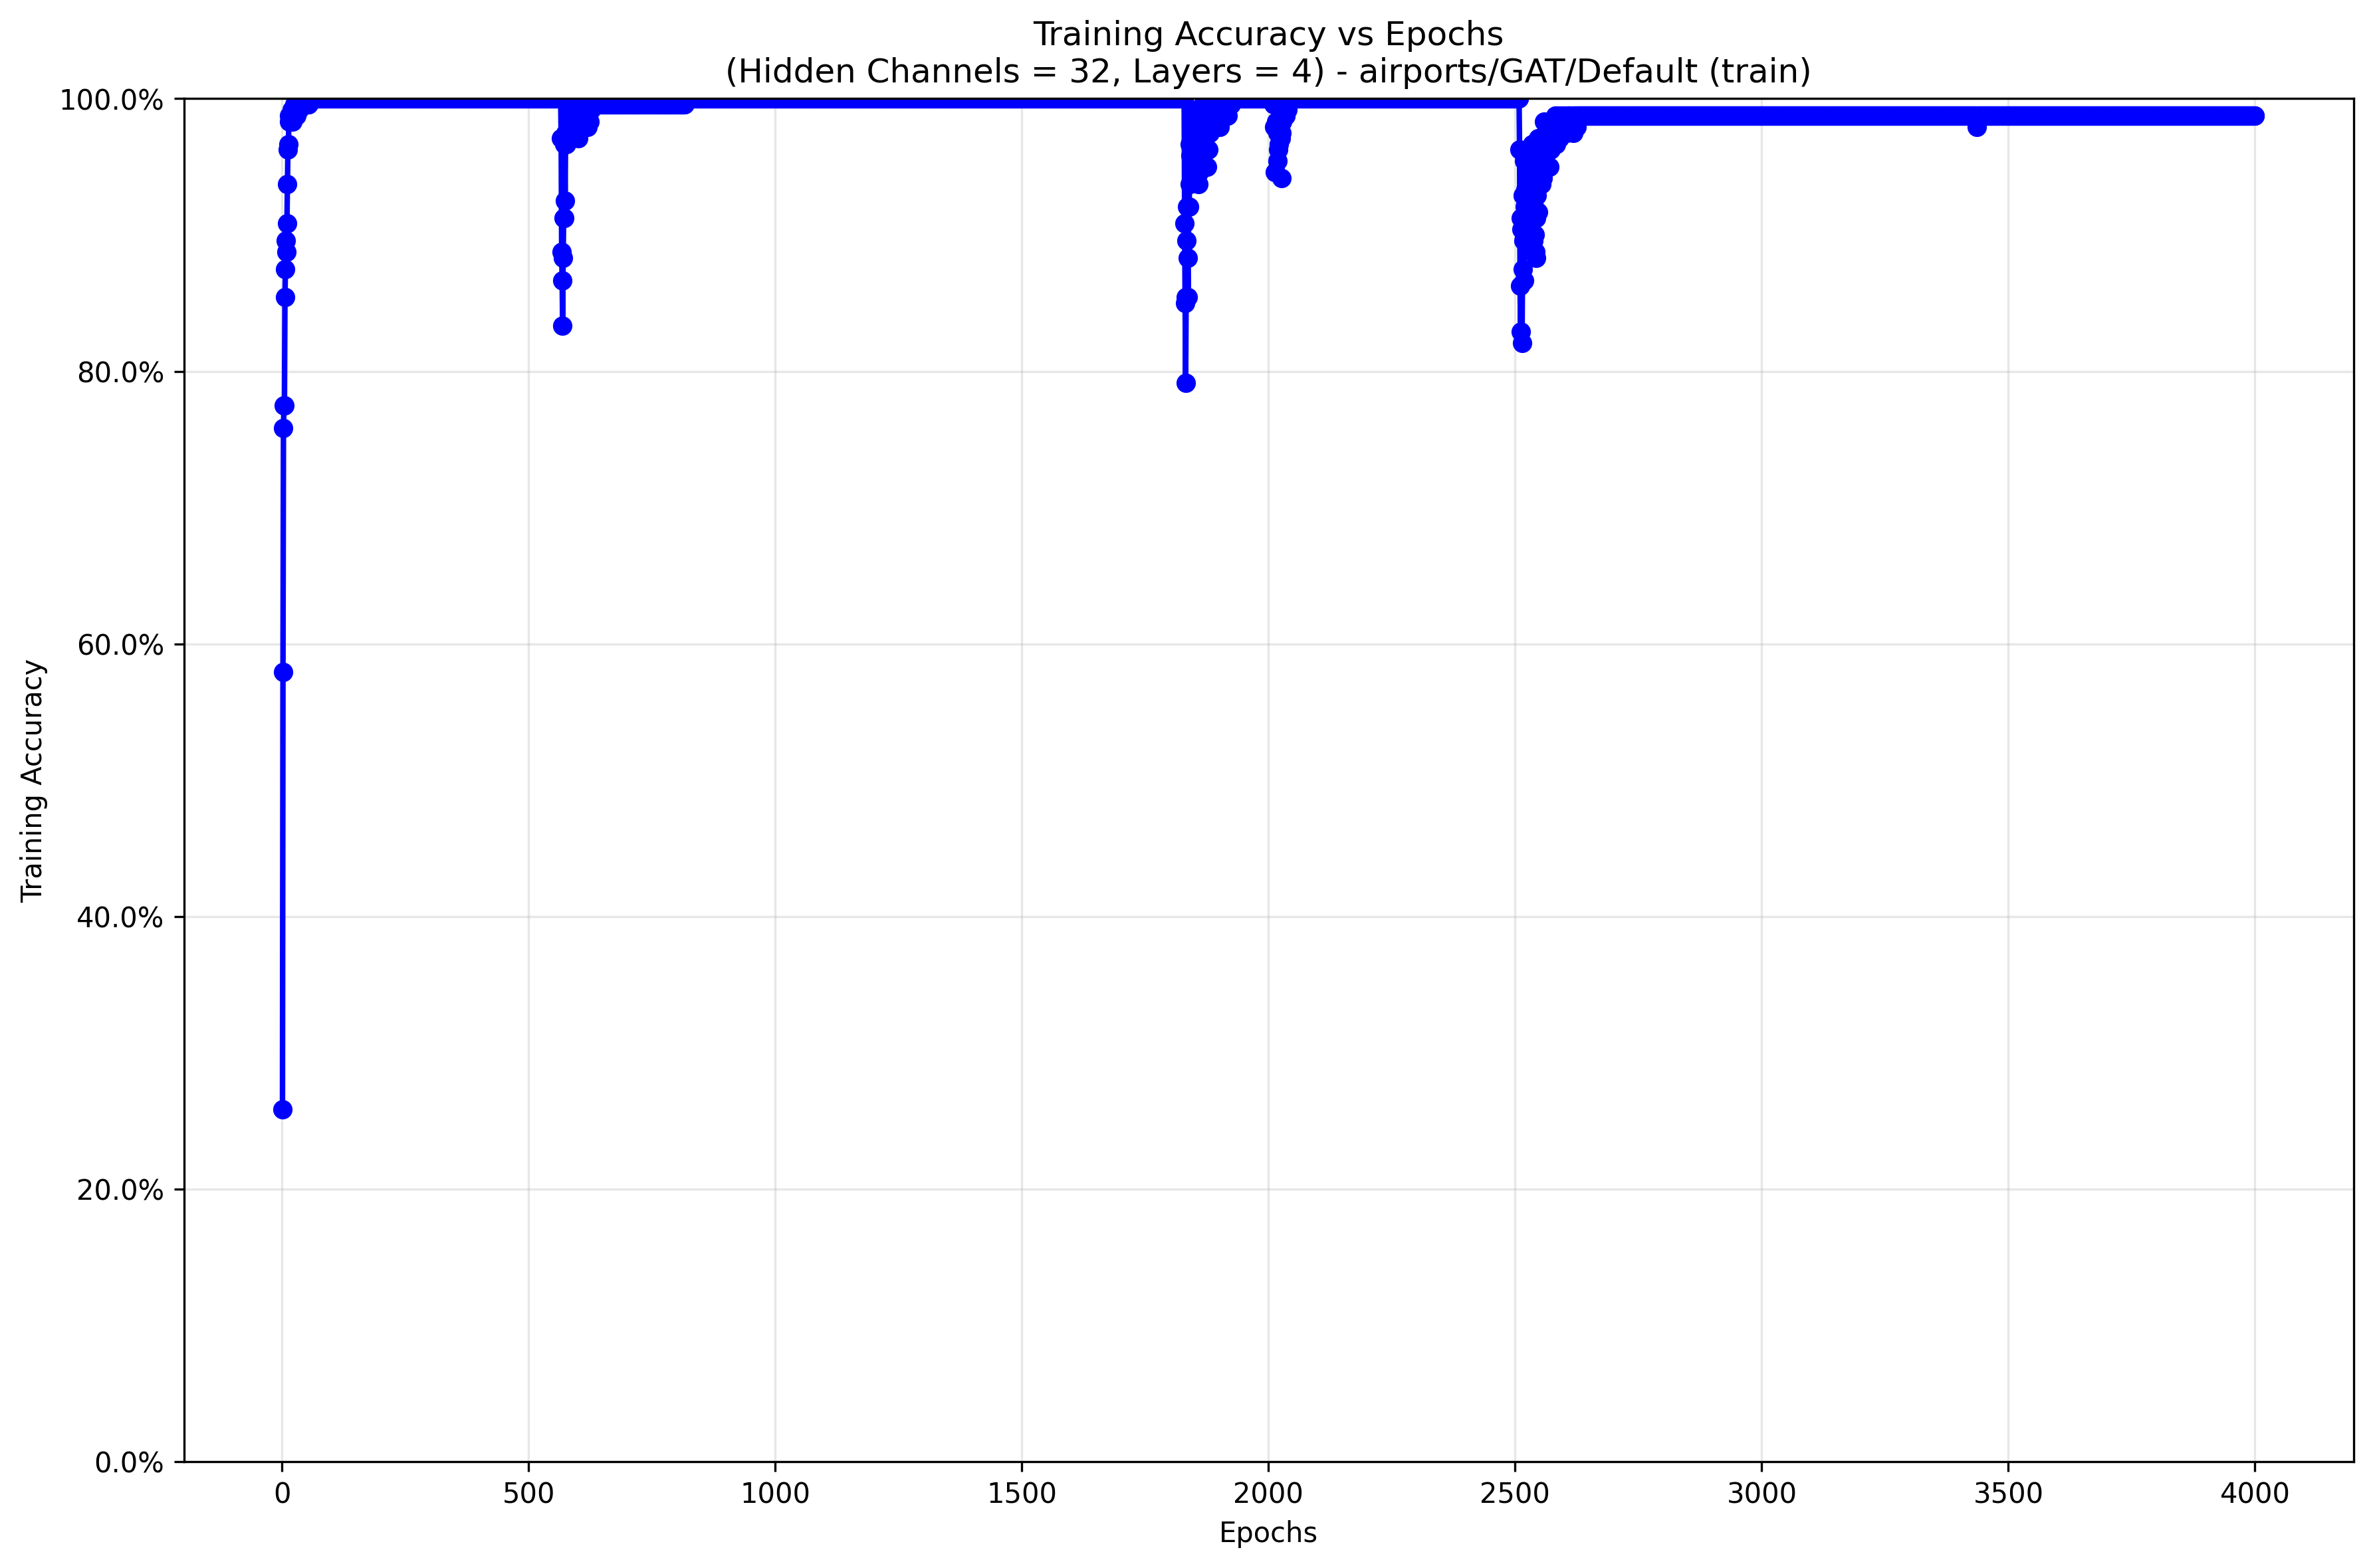 Training Accuracy vs Epochs
(Hidden Channels = 32, Layers = 4) - airports/GAT/Default (train)
100.0%
80.0%
60.0%
40.0%
20.0%
0.0%
Training Accuracy
0 500 1000 1500 2000 2500 3000 3500 4000
Epochs